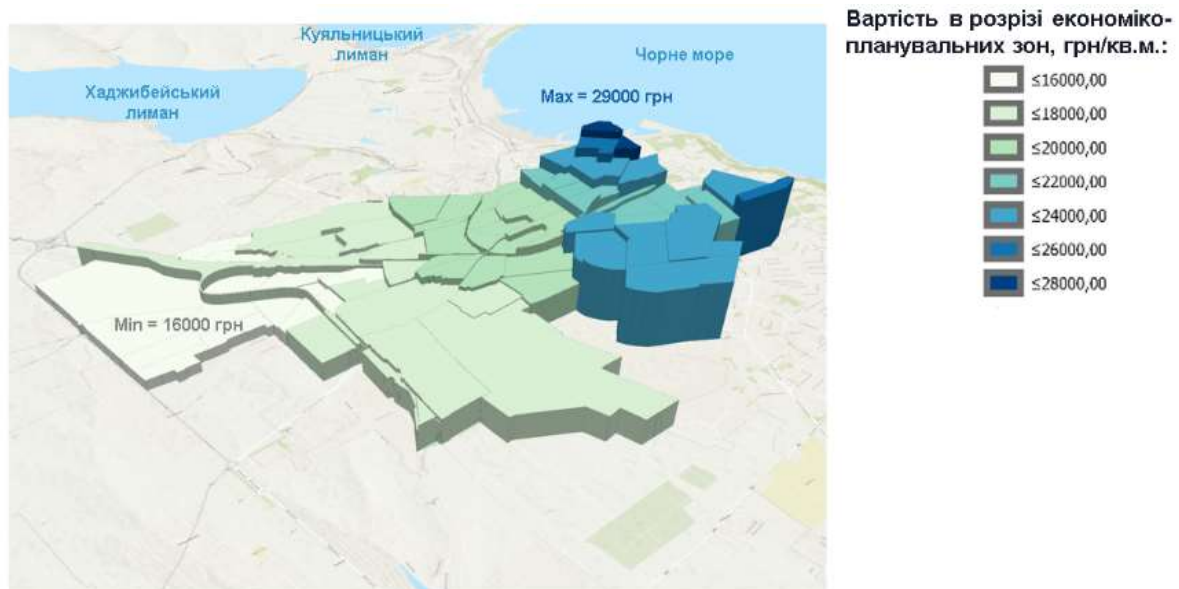 Вартість в розрізі економіко-
планувальних зон, грн/кв.м.:
Куяльницький
лиман
Чорне море
Хаджибейський
лиман
Max = 29000 грн
Min = 16000 грн
≤16000,00
≤18000,00
≤20000,00
≤22000,00
≤24000,00
≤26000,00
≤28000,00